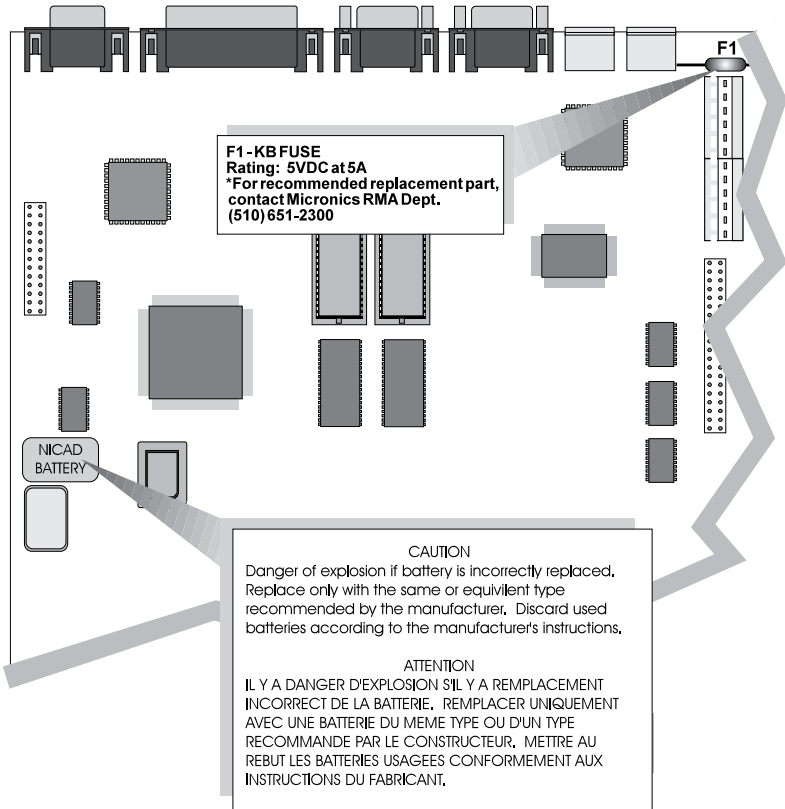 F1
F1 - KB FUSE
Rating: 5VDC at 5A
*For recommended replacement part,
contact Micronics RMA Dept.
(510) 651-2300
NICAD
BATTERY
CAUTION
Danger of explosion if battery is incorrectly replaced.
Replace only with the same or equivilent type
recommended by the manufacturer. Discard used
batteries according to the manufacturer's instructions.
ATTENTION
IL Y A DANGER D'EXPLOSION S'IL Y A REMPLACEMENT
INCORRECT DE LA BATTERIE. REMPLACER UNIQUEMENT
AVEC UNE BATTERIE DU MEME TYPE OU D'UN TYPE
RECOMMANDE PAR LE CONSTRUCTEUR. METTRE AU
REBUT LES BATTERIES USAGEES CONFORMEMENT AUX
INSTRUCTIONS DU FABRICANT.